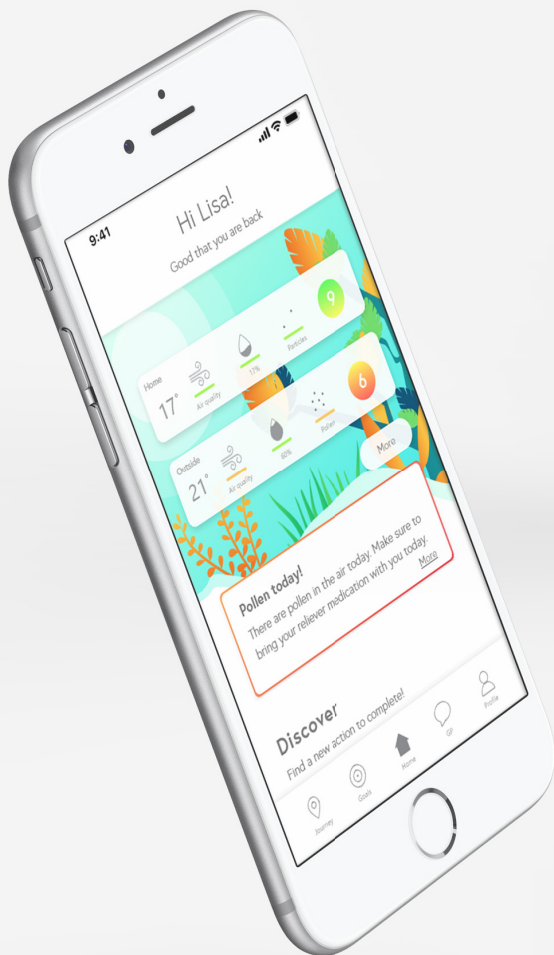 9:41
Hi Lisa!
Good that you are back
Home
17°
Air quality
17%
Particles
9
Outside
21°
Air quality
60%
Pollen
6
More
Pollen today!
There are pollen in the air today. Make sure to
bring your reliever medication with you today.
More
Discover
Find a new action to complete!
Journey
Goals
Home
GP
Profile